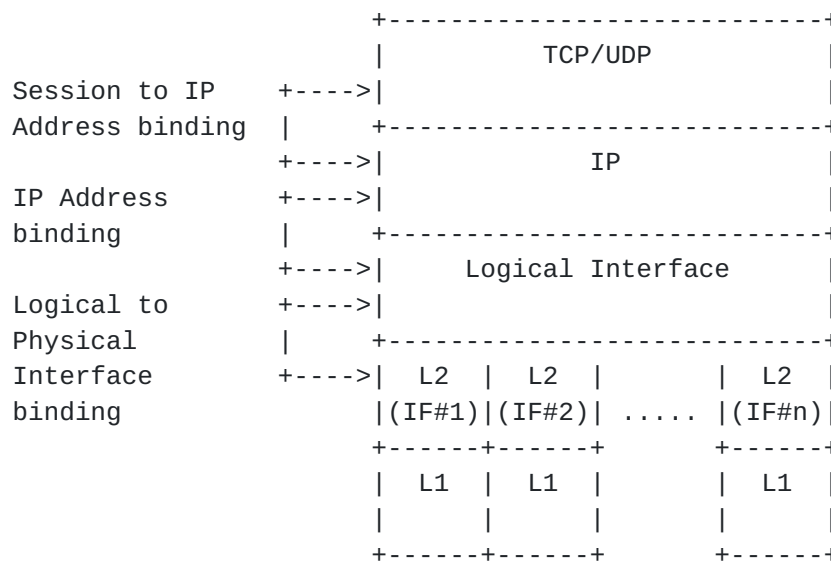 +----------------------------+
                       |          TCP/UDP           |
Session to IP    +---->|                            |
Address binding  |     +----------------------------+
                 +---->|             IP             |
IP Address       +---->|                            |
binding          |     +----------------------------+
                 +---->|     Logical Interface      |
Logical to       +---->|                            |
Physical         |     +----------------------------+
Interface        +---->|  L2  |  L2  |       |  L2  |
binding                |(IF#1)|(IF#2)| ..... |(IF#n)|
                       +------+------+       +------+
                       |  L1  |  L1  |       |  L1  |
                       |      |      |       |      |
                       +------+------+       +------+